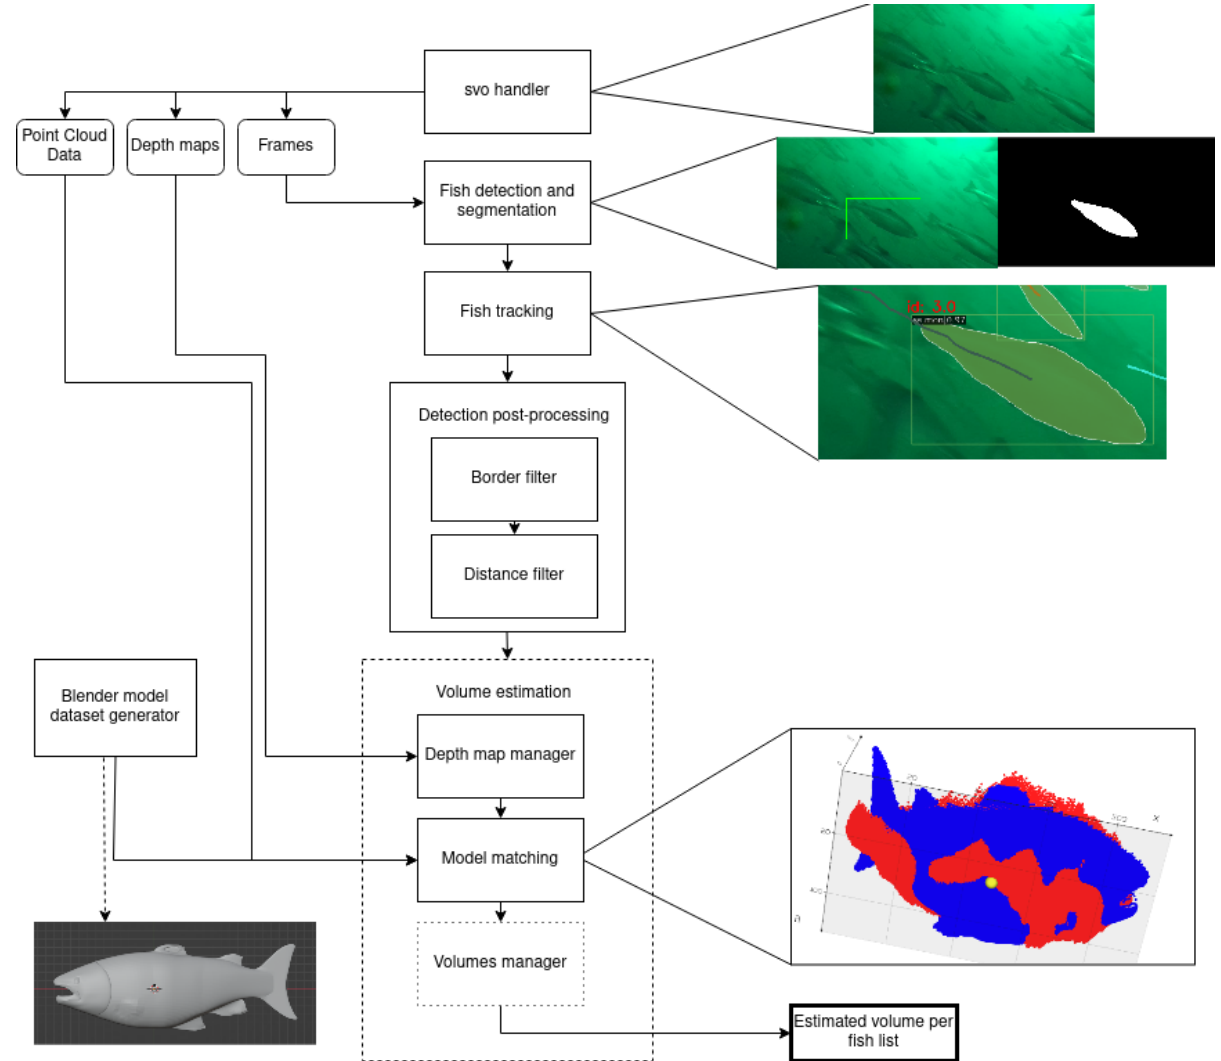 svo handler
Point Cloud
Data
Depth maps
Frames
Fish detection and
segmentation
Fish tracking
id: 3.0
Detection post-processing
Border filter
Distance filter
Blender model
dataset generator
Volume estimation
Depth map manager
Model matching
Volumes manager
20
100
x
Estimated volume per
fish list